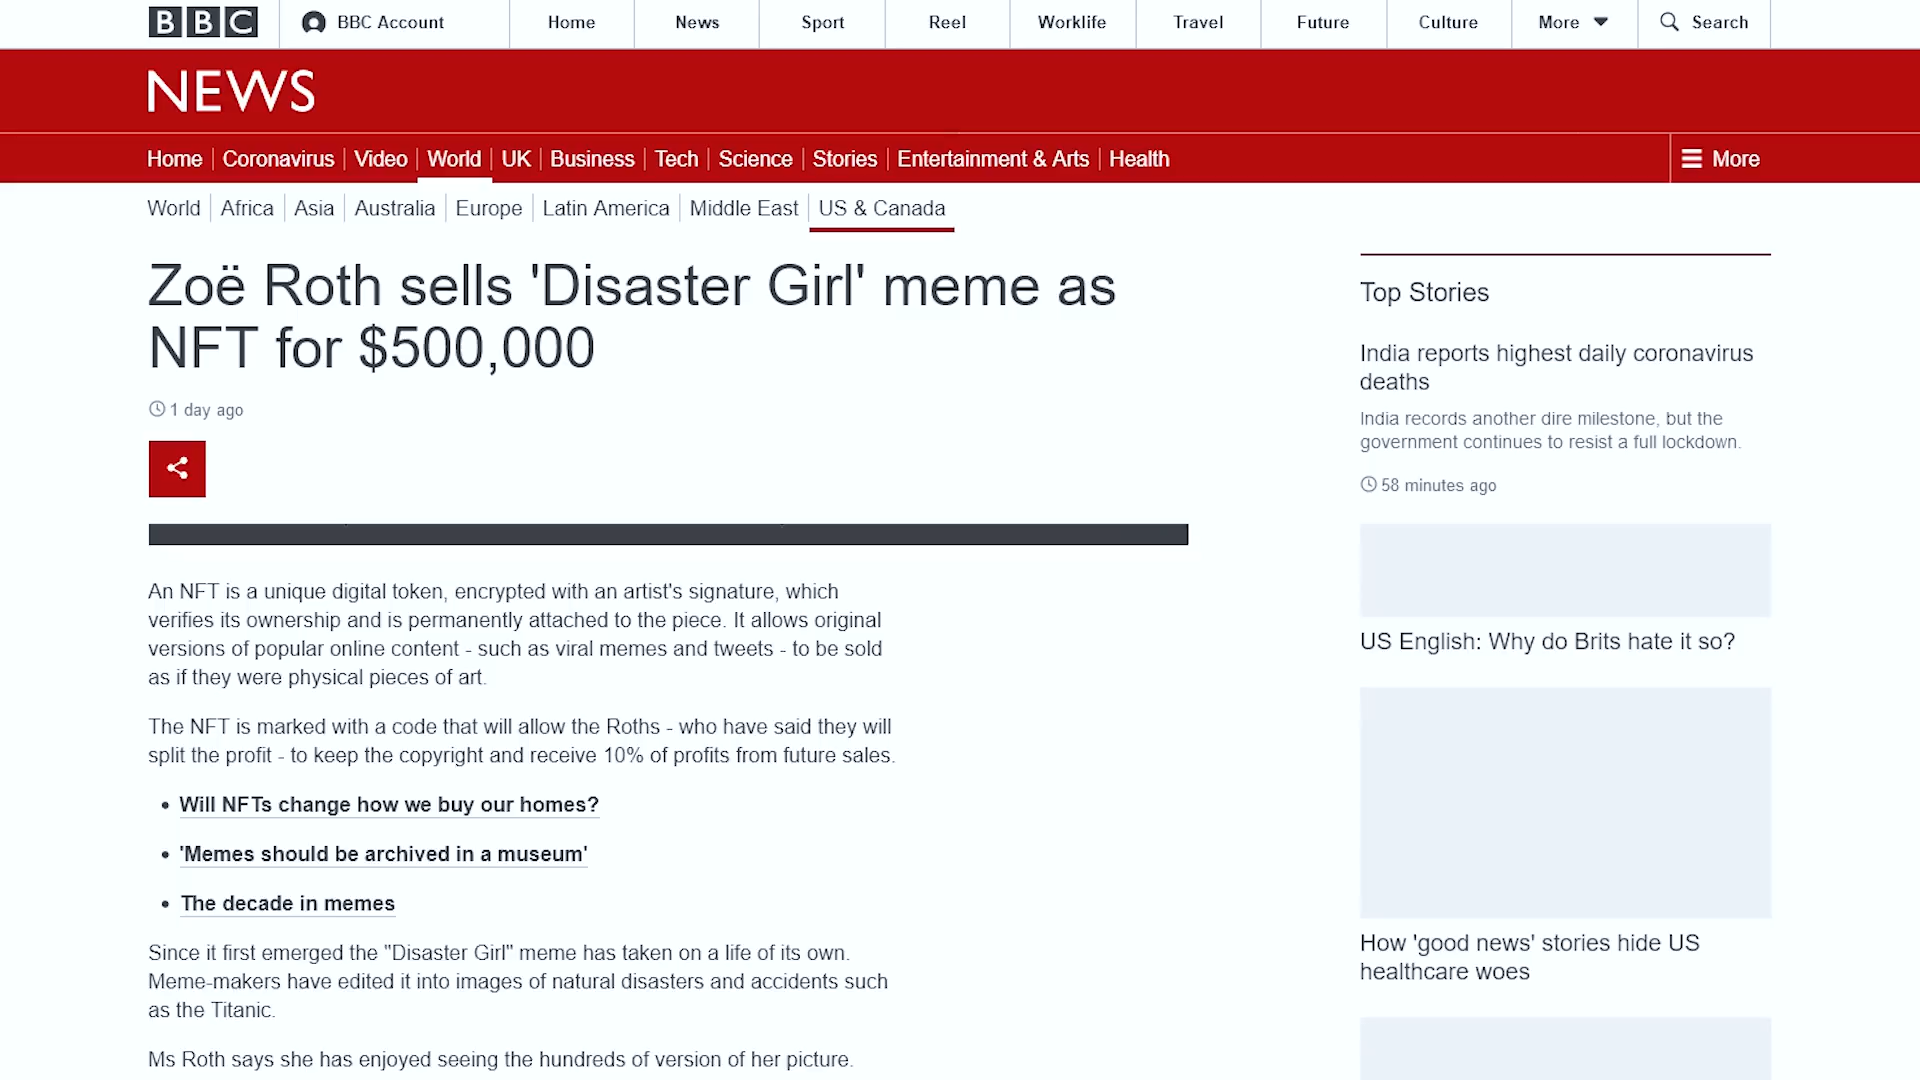 BBC
BBC Account
Home
News
Sport
Reel
Worklife
Travel
Future
Culture
More
Search
NEWS
Home
Coronavirus
Video
World
UK
Business
Tech
Science
Stories
Entertainment & Arts
Health
More
World
Africa
Asia
Australia
Europe
Latin America
Middle East
US & Canada
Zoë Roth sells 'Disaster Girl' meme as
NFT for $500,000
1 day ago
An NFT is a unique digital token, encrypted with an artist's signature, which
verifies its ownership and is permanently attached to the piece. It allows original
versions of popular online content - such as viral memes and tweets - to be sold
as if they were physical pieces of art.
The NFT is marked with a code that will allow the Roths - who have said they will
split the profit - to keep the copyright and receive 10% of profits from future sales.
Will NFTs change how we buy our homes?
'Memes should be archived in a museum'
The decade in memes
Since it first emerged the "Disaster Girl" meme has taken on a life of its own.
Meme-makers have edited it into images of natural disasters and accidents such
as the Titanic.
Ms Roth says she has enjoyed seeing the hundreds of version of her picture.
Top Stories
India reports highest daily coronavirus
deaths
India records another dire milestone, but the
government continues to resist a full lockdown.
58 minutes ago
US English: Why do Brits hate it so?
How 'good news' stories hide US
healthcare woes